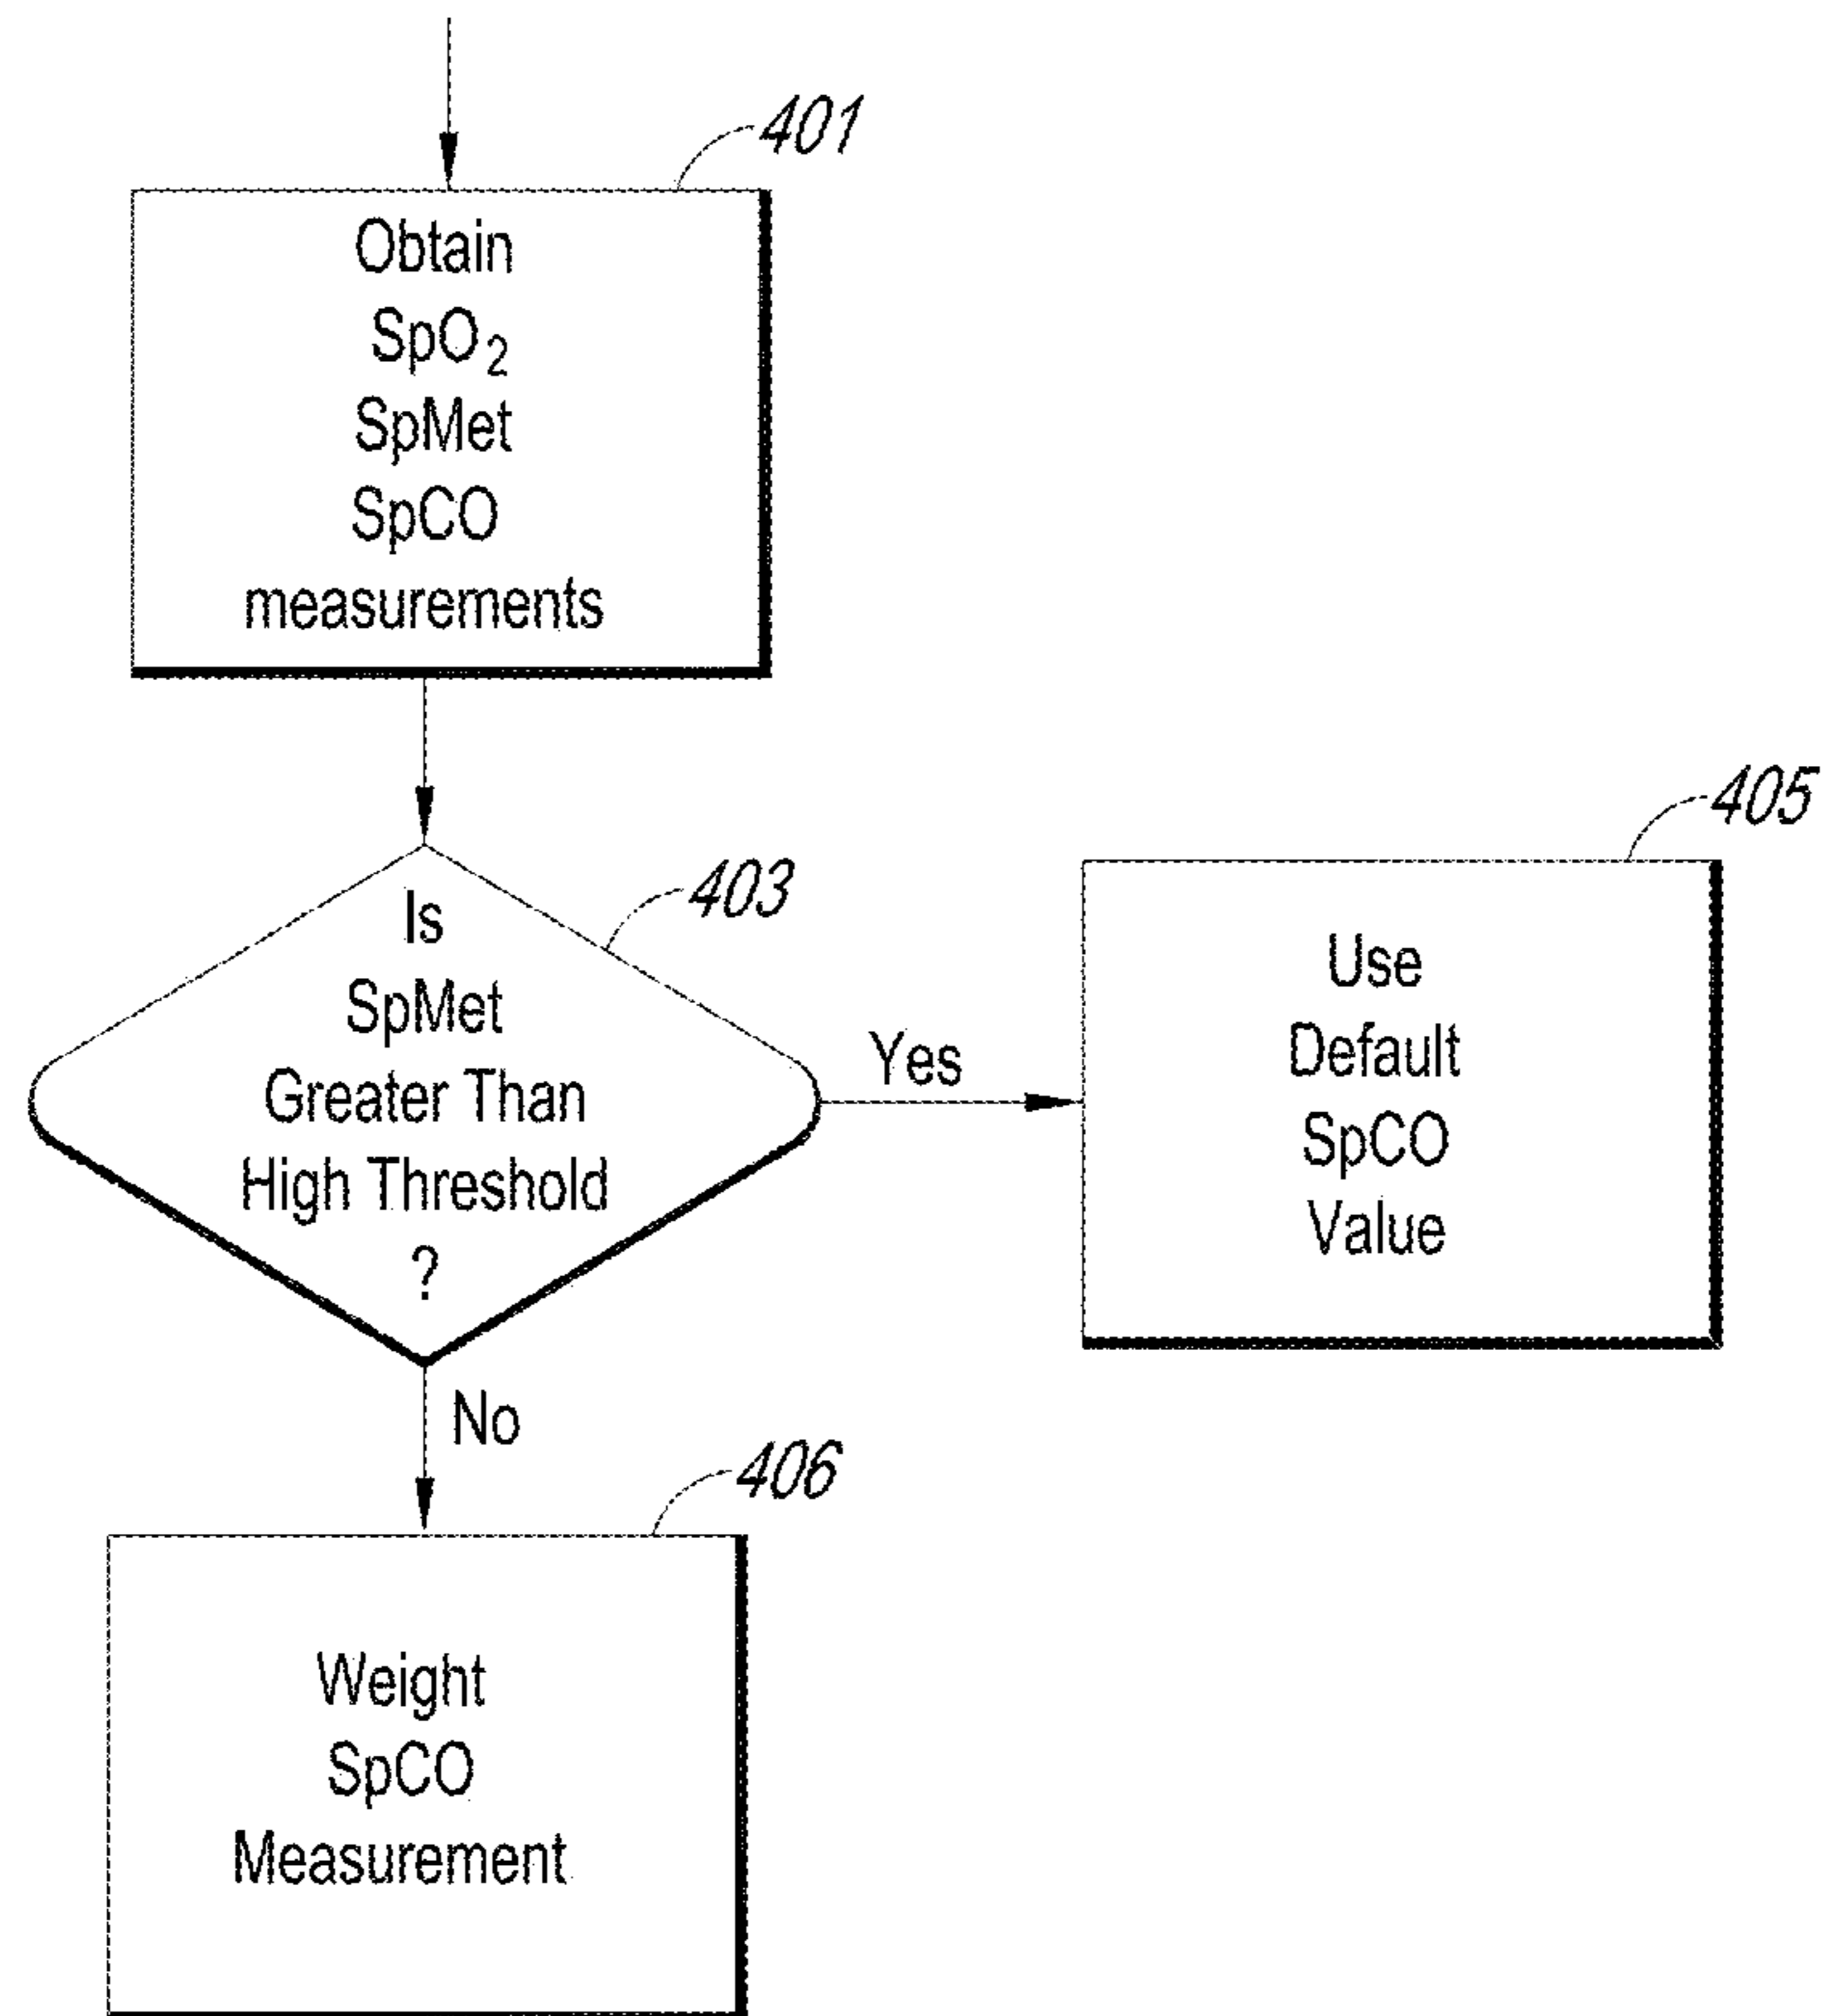 401
Obtain
SpO₂
SpMet
SpCO
measurements
403
Is
SpMet
Greater Than
High Threshold
?
Yes
405
Use
Default
SpCO
Value
No
406
Weight
SpCO
Measurement